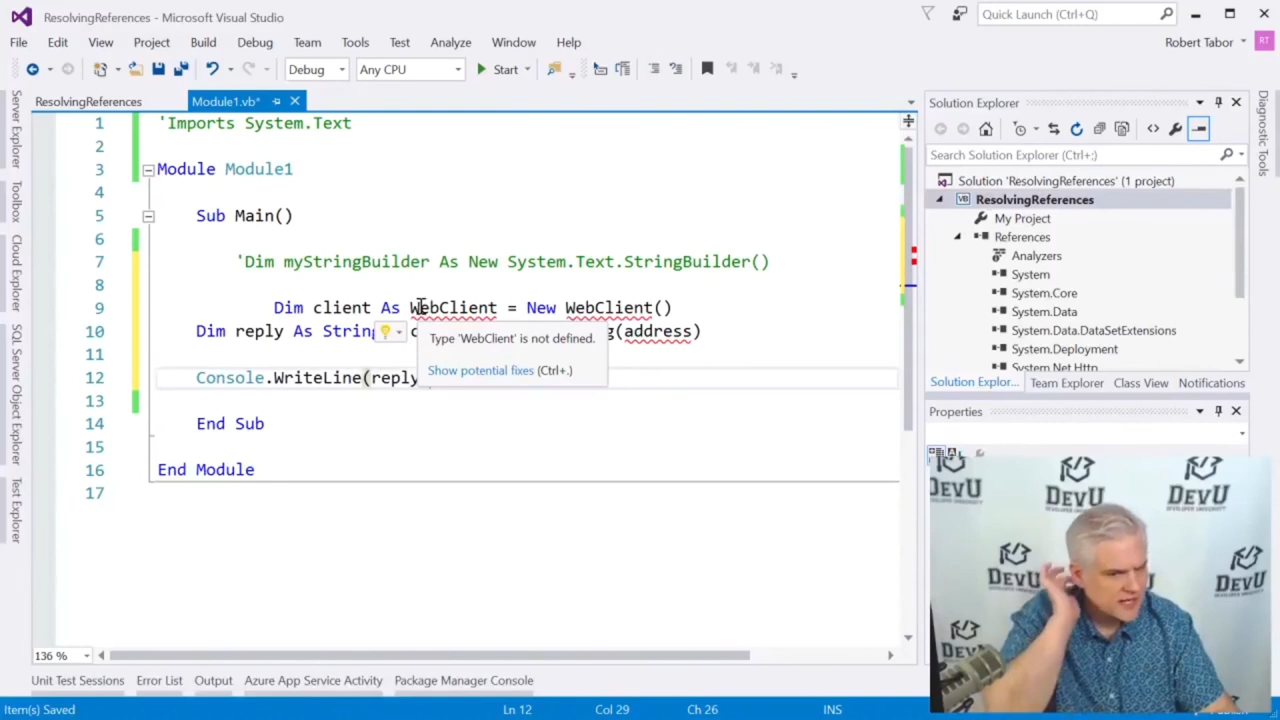 ResolvingReferences - Microsoft Visual Studio
Quick Launch (Ctrl+Q)
File Edit View Project Build Debug Team Tools Test Analyze Window Help
Robert Tabor RT
Debug Any CPU Start
ResolvingReferences Module1.vb*
Server Explorer
Toolbox
Cloud Explorer
SQL Server Object Explorer
Test Explorer
1 'Imports System.Text
2
3 Module Module1
4
5 Sub Main()
6
7 'Dim myStringBuilder As New System.Text.StringBuilder()
8
9 Dim client As WebClient = New WebClient()
10 Dim reply As String (address)
11
12 Console.WriteLine(reply
13
14 End Sub
15
16 End Module
17
Type 'WebClient' is not defined.
Show potential fixes (Ctrl+.)
Solution Explorer
Search Solution Explorer (Ctrl+;)
Solution 'ResolvingReferences' (1 project)
VB ResolvingReferences
My Project
References
Analyzers
System
System.Core
System.Data
System.Data.DataSetExtensions
System.Deployment
System.Net.Http
Solution Explor... Team Explorer Class View Notifications
Properties
Diagnostic Tools
DEVU DEVU DEVU
DEVELOPER UNIVERSITY
DEVU DEVU
DEVU
136 %
Unit Test Sessions Error List Output Azure App Service Activity Package Manager Console
Item(s) Saved Ln 12 Col 29 Ch 26 INS